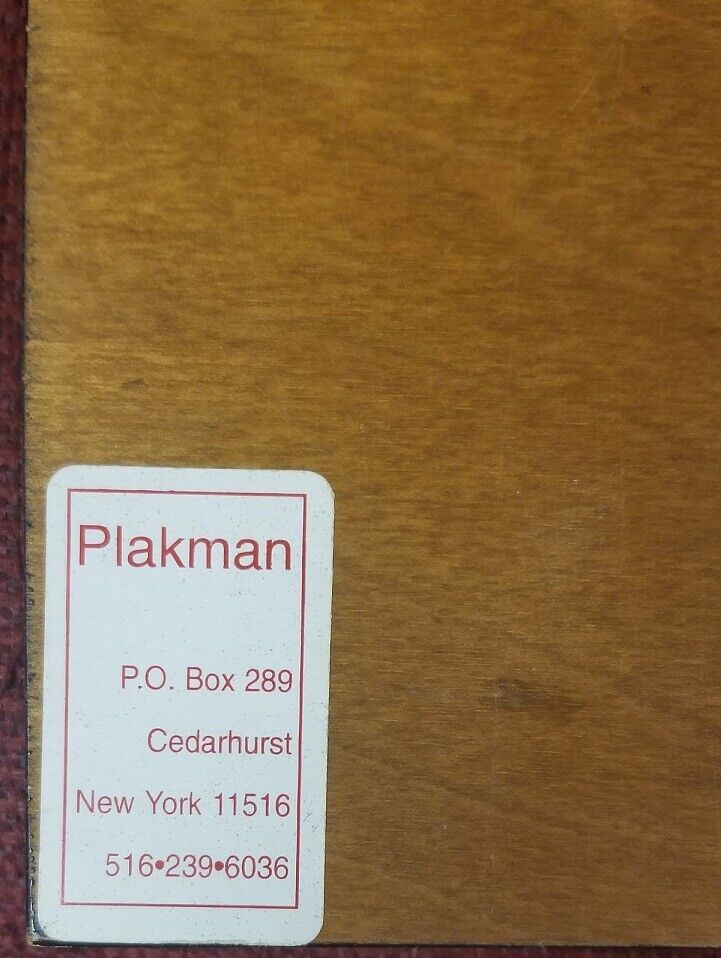 Plakman
P.O. Box 289
Cedarhurst
New York 11516
516•239•6036